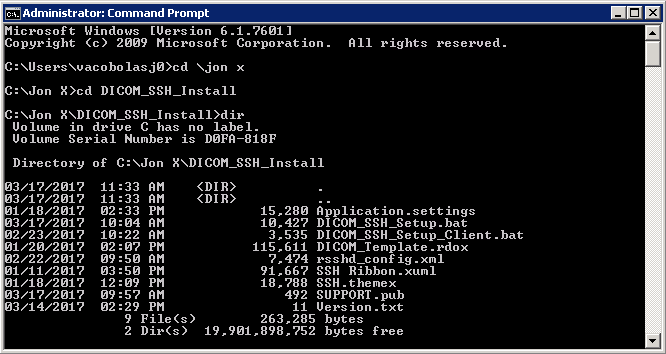 Administrator: Command Prompt
Microsoft Windows [Version 6.1.7601]
Copyright (c) 2009 Microsoft Corporation.  All rights reserved.
C:\Users\vacobolasj0>cd \jon x
C:\Jon X>cd DICOM_SSH_Install
C:\Jon X\DICOM_SSH_Install>dir
Volume in drive C has no label.
Volume Serial Number is D0FA-818F
Directory of C:\Jon X\DICOM_SSH_Install
03/17/2017  11:33 AM    <DIR>          .
03/17/2017  11:33 AM    <DIR>          ..
01/18/2017  02:33 PM            15,280 Application.settings
03/17/2017  10:04 AM            10,427 DICOM_SSH_Setup.bat
02/23/2017  10:22 AM             3,535 DICOM_SSH_Setup_Client.bat
01/20/2017  02:07 PM           115,611 DICOM_Template.rdox
02/22/2017  09:50 AM             7,474 rsshd_config.xml
01/11/2017  03:50 PM            91,667 SSH Ribbon.xuml
01/18/2017  12:09 PM            18,788 SSH.themex
03/17/2017  09:57 AM               492 SUPPORT.pub
03/14/2017  02:29 PM                11 Version.txt
9 File(s)        263,285 bytes
2 Dir(s)  19,901,898,752 bytes free